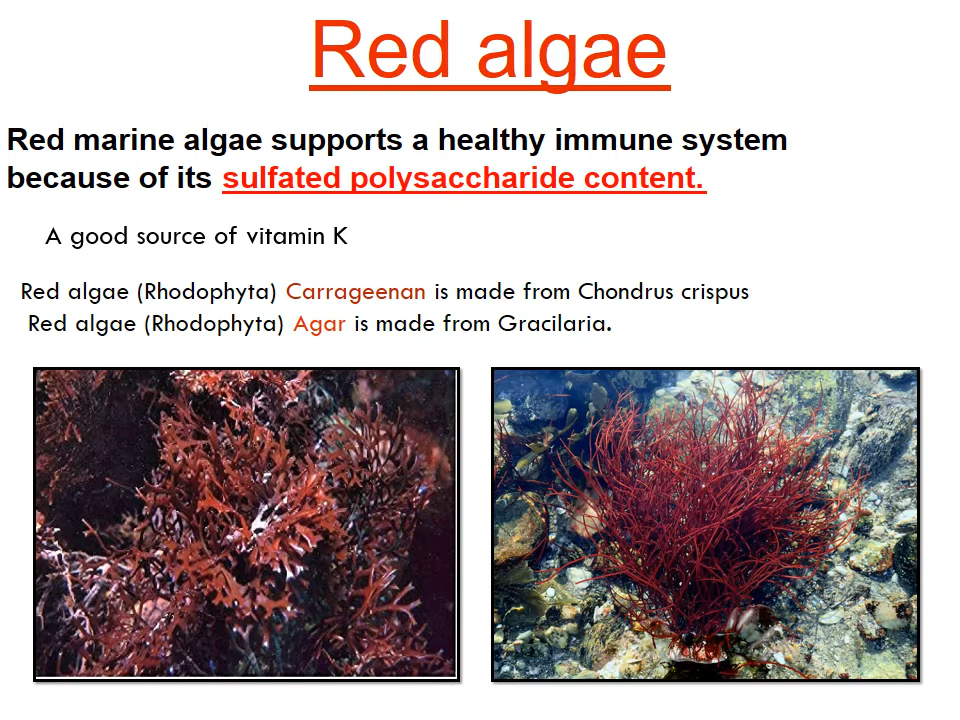 Red algae
Red marine algae supports a healthy immune system
because of its sulfated polysaccharide content.
A good source of vitamin K
Red algae (Rhodophyta) Carrageenan is made from Chondrus crispus
Red algae (Rhodophyta) Agar is made from Gracilaria.